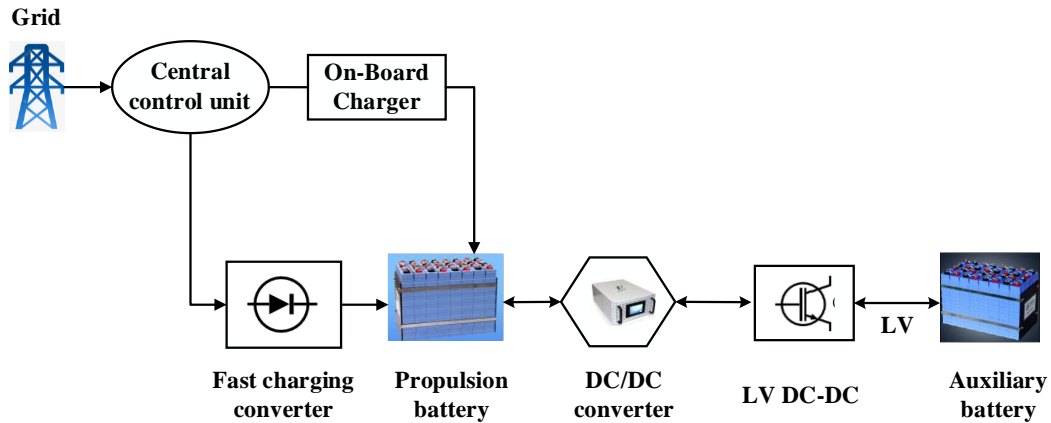 Grid
Central
control unit
On-Board
Charger
LV
Fast charging
converter
Propulsion
battery
DC/DC
converter
LV DC-DC
Auxiliary
battery